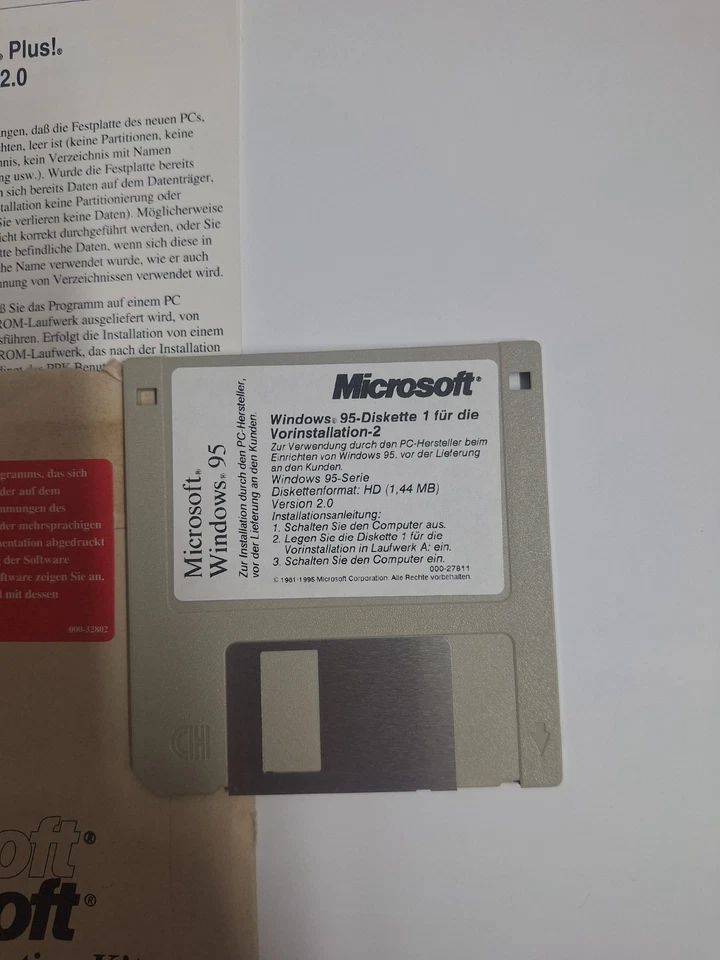 Plus!®
2.0
ngen, daß die Festplatte des neuen PCs,
hten, leer ist (keine Partitionen, keine
hnis, kein Verzeichnis mit Namen
ng usw.). Wurde die Festplatte bereits
n sich bereits Daten auf dem Datenträger,
tallation keine Partitionierung oder
Sie verlieren keine Daten). Möglicherweise
icht korrekt durchgeführt werden, oder Sie
tte befindliche Daten, wenn sich diese in
he Name verwendet wurde, wie er auch
nnung von Verzeichnissen verwendet wird.
ß Sie das Programm auf einem PC
ROM-Laufwerk ausgeliefert wird, von
sführen. Erfolgt die Installation von einem
ROM-Laufwerk, das nach der Installation
Microsoft®
Windows® 95
Zur Installation durch den PC-Hersteller,
vor der Lieferung an den Kunden.
Microsoft®
Windows® 95-Diskette 1 für die
Vorinstallation-2
Zur Verwendung durch den PC-Hersteller beim
Einrichten von Windows 95, vor der Lieferung
an den Kunden.
Windows 95-Serie
Diskettenformat: HD (1,44 MB)
Version 2.0
Installationsanleitung:
1. Schalten Sie den Computer aus.
2. Legen Sie die Diskette 1 für die
Vorinstallation in Laufwerk A: ein.
3. Schalten Sie den Computer ein.
000-27811
© 1981-1995 Microsoft Corporation. Alle Rechte vorbehalten.
ogramms, das sich
der auf dem
mmungen des
der mehrsprachigen
entation abgedruckt
der Software
ftware zeigen Sie an,
mit dessen
000-32802
oft®
oft®